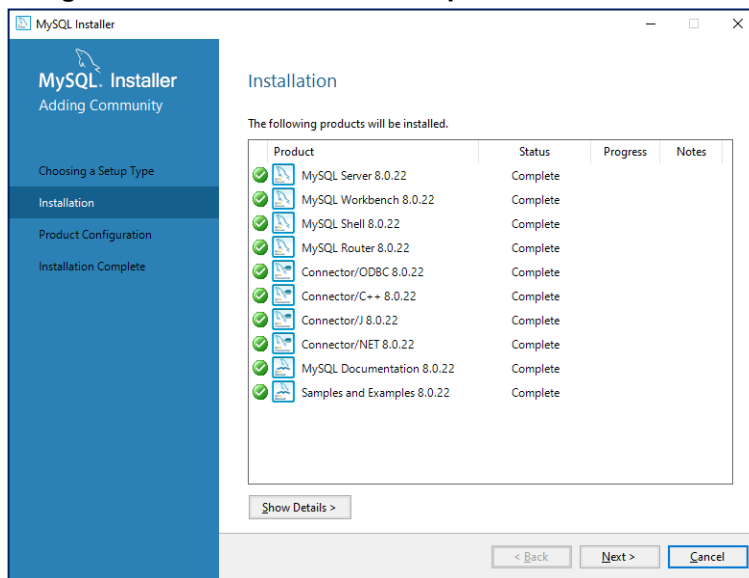 MySQL Installer
MySQL. Installer
Adding Community
Choosing a Setup Type
Installation
Product Configuration
Installation Complete
Installation
The following products will be installed.
Product Status Progress Notes
MySQL Server 8.0.22 Complete
MySQL Workbench 8.0.22 Complete
MySQL Shell 8.0.22 Complete
MySQL Router 8.0.22 Complete
Connector/ODBC 8.0.22 Complete
Connector/C++ 8.0.22 Complete
Connector/J 8.0.22 Complete
Connector/NET 8.0.22 Complete
MySQL Documentation 8.0.22 Complete
Samples and Examples 8.0.22 Complete
Show Details >
< Back Next > Cancel